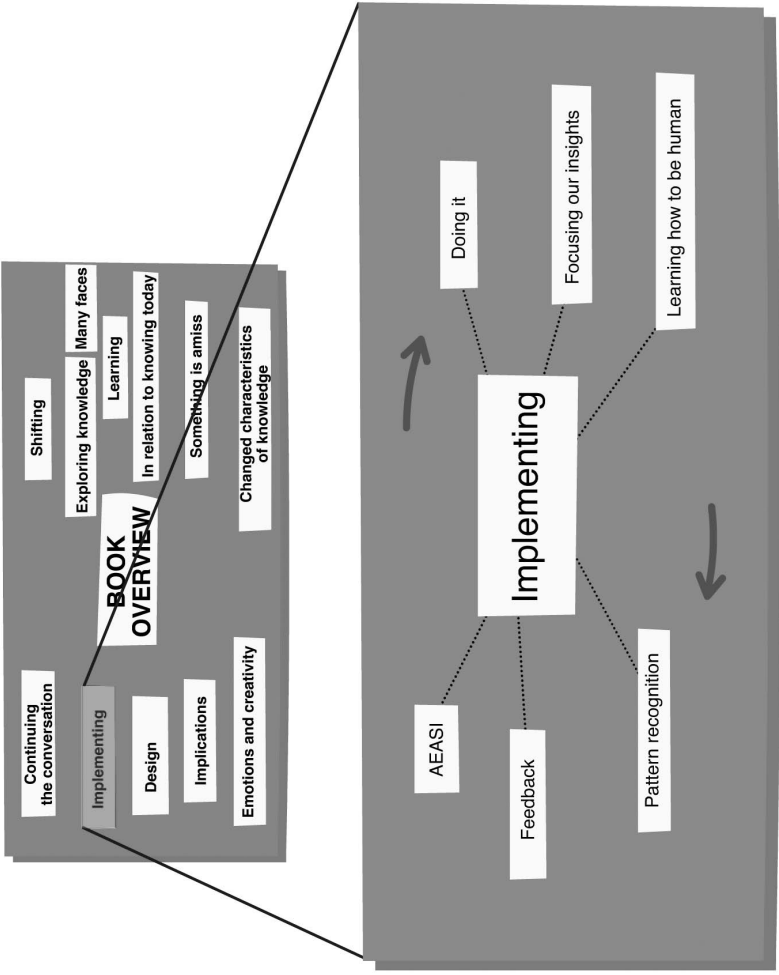 Continuing
the conversation
Shifting
Implementing
Exploring knowledge
Many faces
BOOK
OVERVIEW
Learning
Design
In relation to knowing today
Implications
Something is amiss
Emotions and creativity
Changed characteristics
of knowledge
AEASI
Doing it
Implementing
Feedback
Focusing our insights
Pattern recognition
Learning how to be human